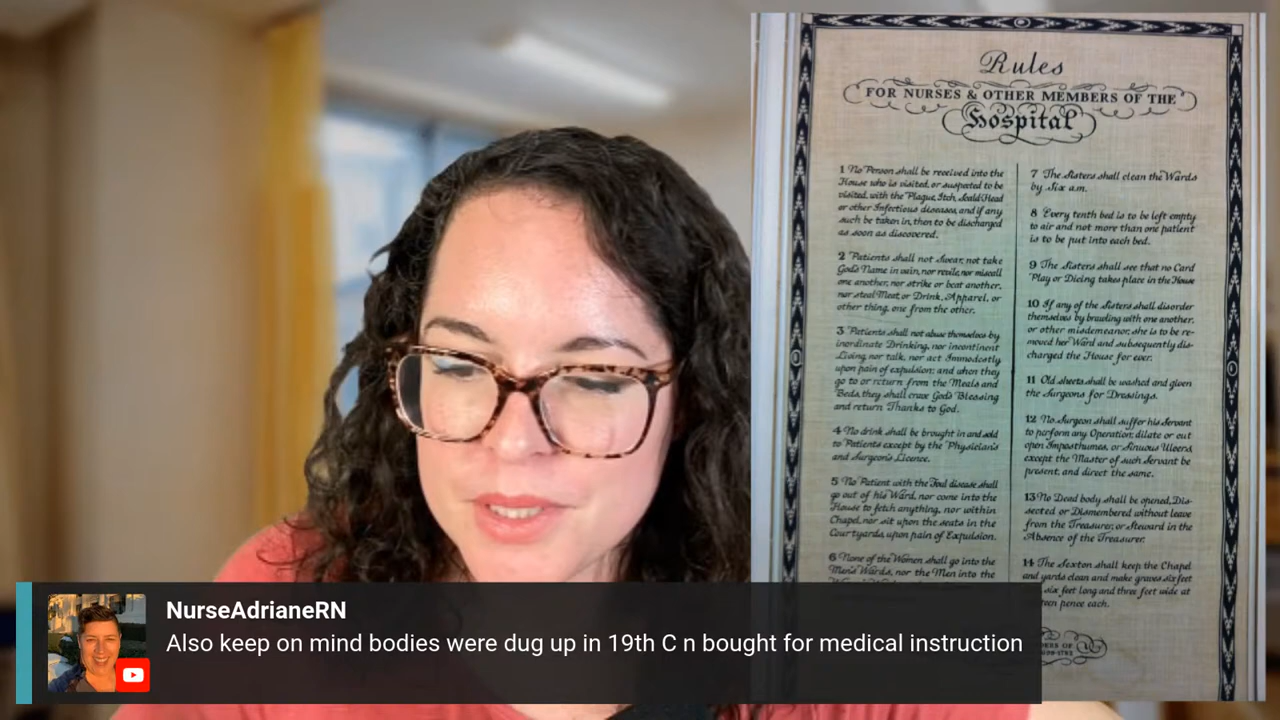 Rules
FOR NURSES & OTHER MEMBERS OF THE
Hospital
1 No Person shall be received into the
House who is visited, or suspected to be
visited, with the Plague, Itch, Scald Head
or other Infectious diseases, and if any
such be taken in, then to be discharged
as soon as discovered.
2 Patients shall not Swear, not take
God's Name in vain, nor revile, nor miscall
one another, nor strike or beat another,
nor steal Meat, or Drink, Apparel, or
other thing, one from the other.
3 Patients shall not abuse themselves by
inordinate Drinking, nor incontinent
Living, nor talk, nor act Immodestly
upon pain of expulsion: and when they
go to or return from the Meals and
Beds, they shall crave God's Blessing
and return Thanks to God.
4 No drink shall be brought in and sold
to Patients except by the Physician's
and Surgeon's Licence.
5 No Patient with the Foul disease shall
go out of his Ward, nor come into the
House to fetch anything, nor within
Chapel, nor sit upon the seats in the
Courtyards, upon pain of Expulsion.
6 None of the Women shall go into the
Men's Wards, nor the Men into the
7 The Sisters shall clean the Wards
by Six a.m.
8 Every tenth bed is to be left empty
to air and not more than one patient
is to be put into each bed.
9 The Sisters shall see that no Card
Play or Dicing takes place in the House
10 If any of the Sisters shall disorder
themselves by brawling with one another,
or other misdemeanor, she is to be re-
moved her Ward and subsequently dis-
charged the House for ever.
11 Old sheets shall be washed and given
the Surgeons for Dressings.
12 No Surgeon shall suffer his Servant
to perform any Operation: dilate or cut
open Imposthumes, or Sinuous Ulcers,
except the Master of such Servant be
present, and direct the same.
13 No Dead body shall be opened, Dis-
sected or Dismembered without leave
from the Treasurer, or Steward in the
Absence of the Treasurer.
14 The Sexton shall keep the Chapel
and yards clean and make graves six feet
six feet long and three feet wide at
pence each.
NurseAdrianeRN
Also keep on mind bodies were dug up in 19th C n bought for medical instruction